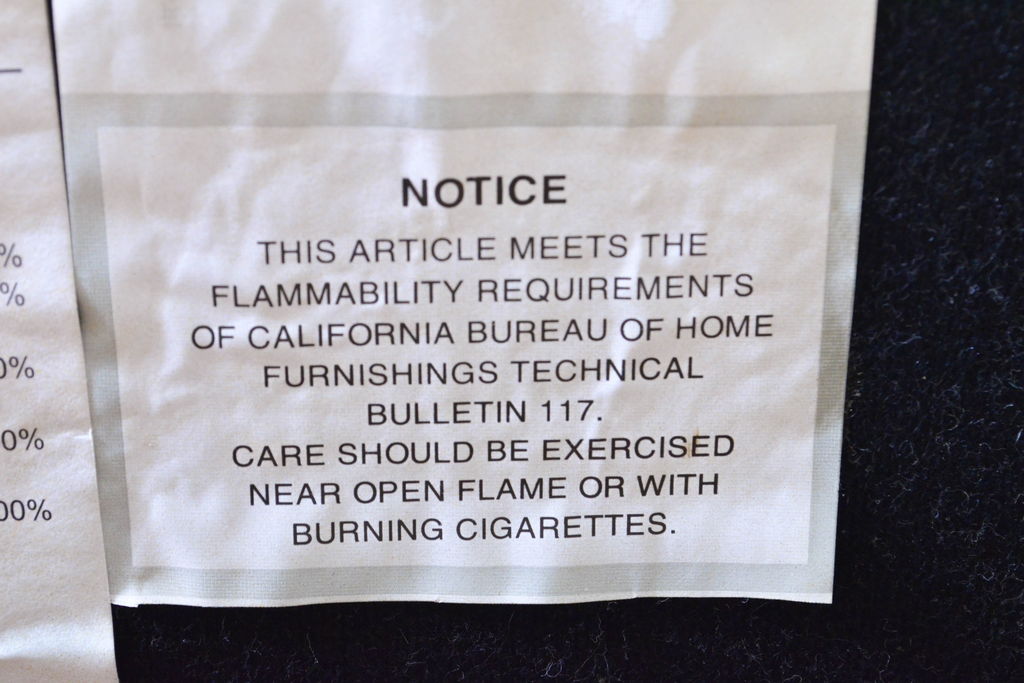 NOTICE
THIS ARTICLE MEETS THE
FLAMMABILITY REQUIREMENTS
OF CALIFORNIA BUREAU OF HOME
FURNISHINGS TECHNICAL
BULLETIN 117.
CARE SHOULD BE EXERCISED
NEAR OPEN FLAME OR WITH
BURNING CIGARETTES.